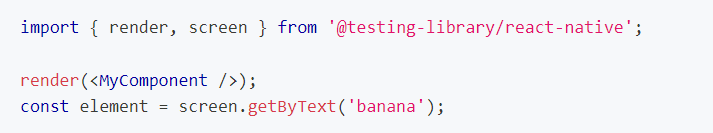 import { render, screen } from '@testing-library/react-native';
render(<MyComponent />);
const element = screen.getByText('banana');